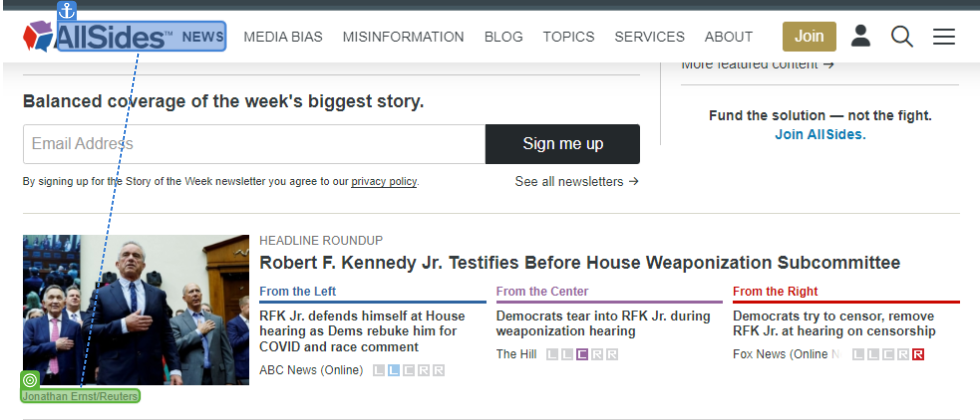 AllSides™ NEWS MEDIA BIAS MISINFORMATION BLOG TOPICS SERVICES ABOUT Join
More featured content →
Balanced coverage of the week's biggest story.
Email Address Sign me up
By signing up for the Story of the Week newsletter you agree to our privacy policy. See all newsletters →
Fund the solution — not the fight.
Join AllSides.
HEADLINE ROUNDUP
Robert F. Kennedy Jr. Testifies Before House Weaponization Subcommittee
From the Left
RFK Jr. defends himself at House
hearing as Dems rebuke him for
COVID and race comment
ABC News (Online) L L C R R
From the Center
Democrats tear into RFK Jr. during
weaponization hearing
The Hill L L C R R
From the Right
Democrats try to censor, remove
RFK Jr. at hearing on censorship
Fox News (Online N L L C R R
Jonathan Ernst/Reuters